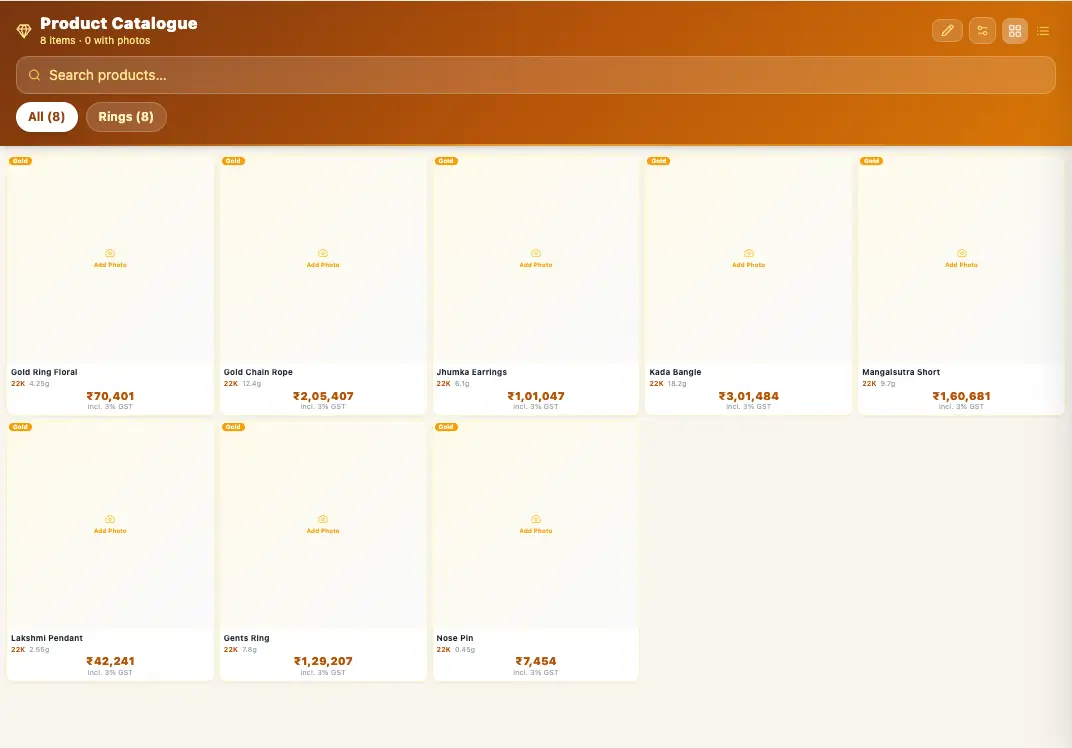 Product Catalogue
8 items · 0 with photos
Search products...
All (8)
Rings (8)
Gold
Add Photo
Gold Ring Floral
22K 4.25g
₹70,401
incl. 3% GST
Gold
Add Photo
Gold Chain Rope
22K 12.4g
₹2,05,407
incl. 3% GST
Gold
Add Photo
Jhumka Earrings
22K 6.1g
₹1,01,047
incl. 3% GST
Gold
Add Photo
Kada Bangle
22K 18.2g
₹3,01,484
incl. 3% GST
Gold
Add Photo
Mangalsutra Short
22K 9.7g
₹1,60,681
incl. 3% GST
Gold
Add Photo
Lakshmi Pendant
22K 2.55g
₹42,241
incl. 3% GST
Gold
Add Photo
Gents Ring
22K 7.8g
₹1,29,207
incl. 3% GST
Gold
Add Photo
Nose Pin
22K 0.45g
₹7,454
incl. 3% GST